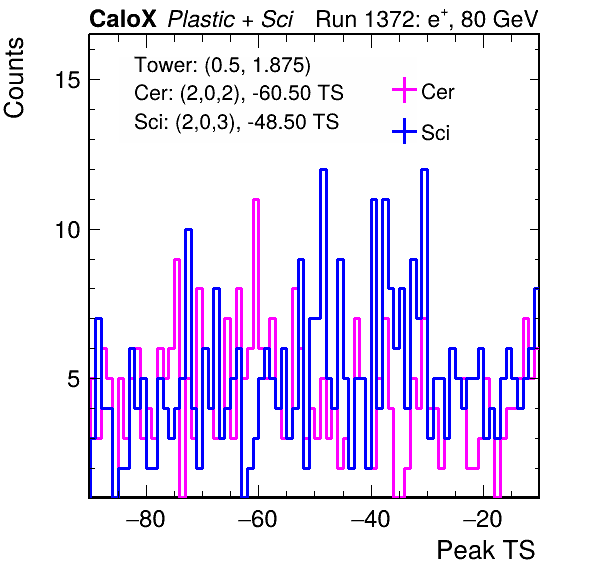 CaloX Plastic + Sci Run 1372: e⁺, 80 GeV
Tower: (0.5, 1.875)
Cer: (2,0,2), -60.50 TS
Sci: (2,0,3), -48.50 TS
Cer
Sci
Counts
15
10
5
−80 −60 −40 −20
Peak TS